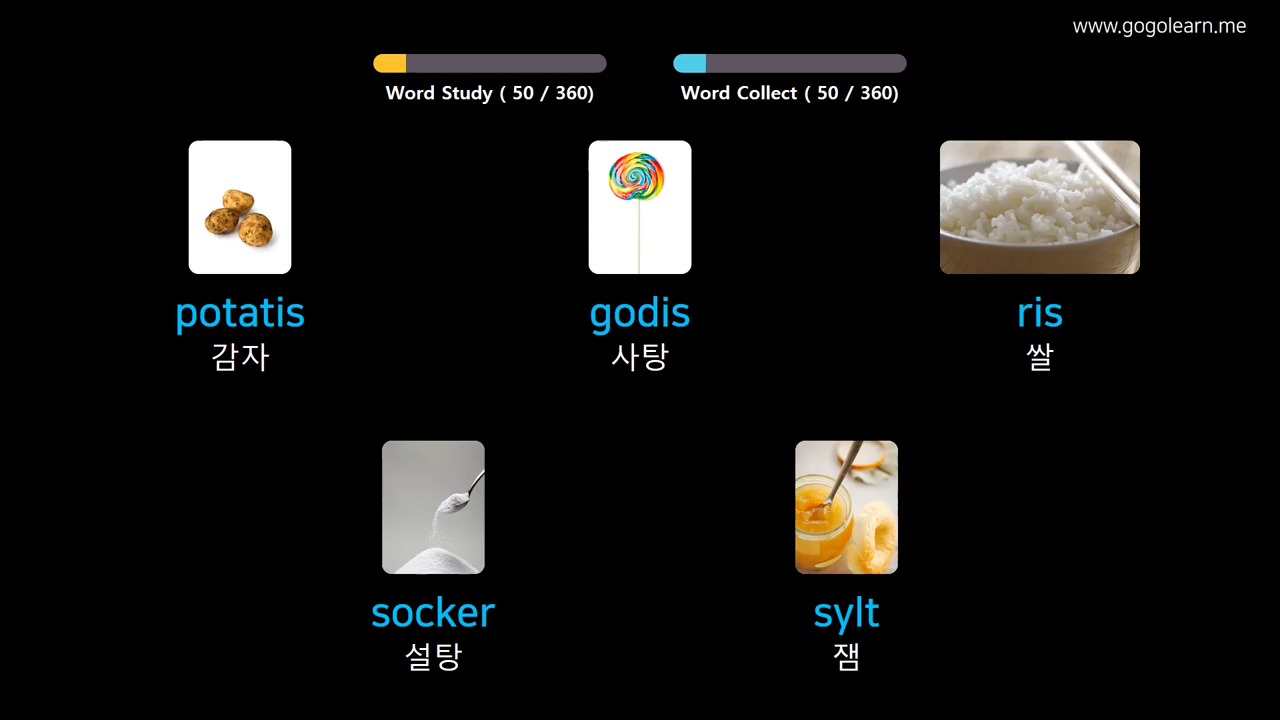 www.gogolearn.me
Word Study ( 50 / 360)
Word Collect ( 50 / 360)
potatis
감자
godis
사탕
ris
쌀
socker
설탕
sylt
잼